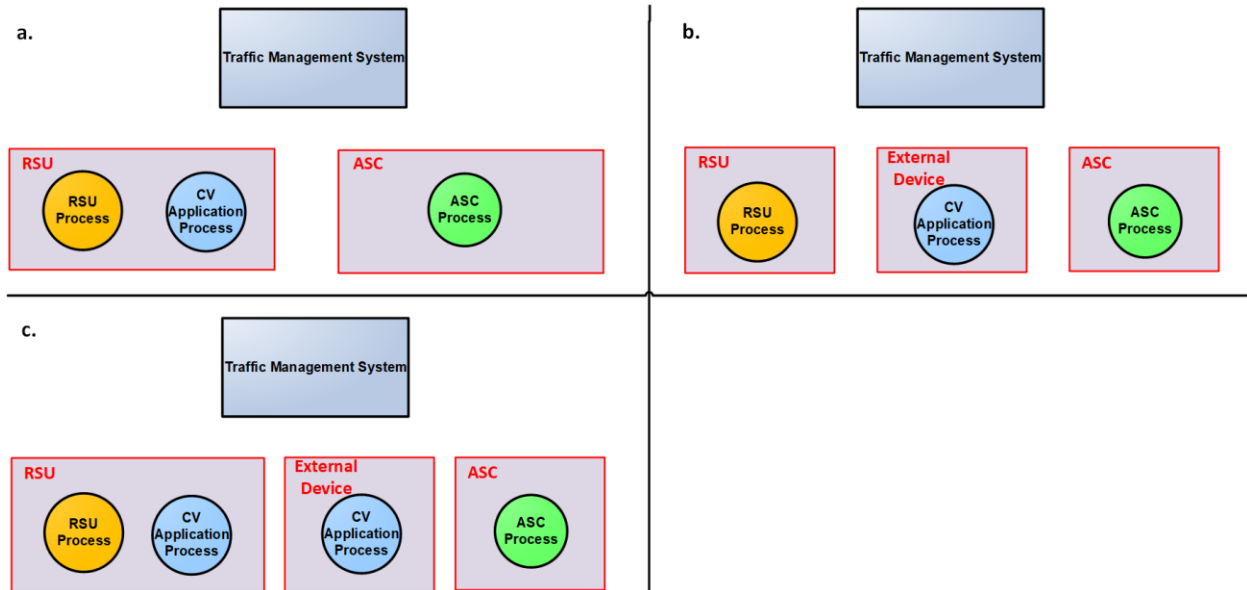 a.
Traffic Management System
RSU
RSU
Process
CV
Application
Process
ASC
ASC
Process
b.
Traffic Management System
RSU
RSU
Process
External
Device
CV
Application
Process
ASC
ASC
Process
c.
Traffic Management System
RSU
RSU
Process
CV
Application
Process
External
Device
CV
Application
Process
ASC
ASC
Process